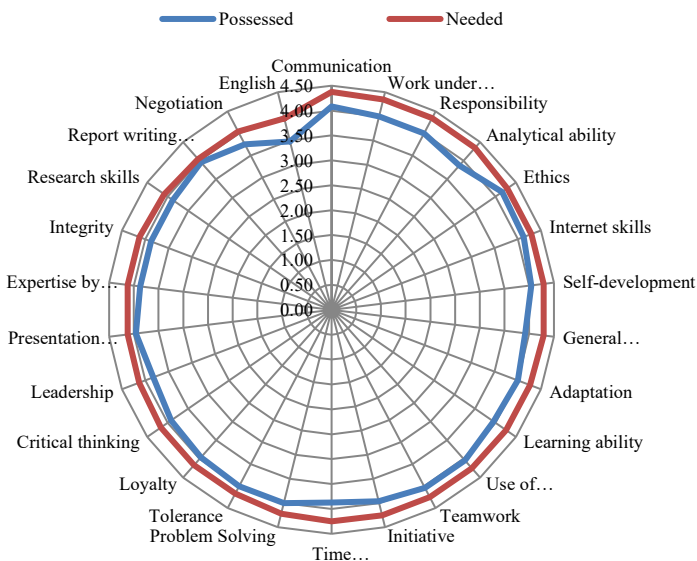 Possessed Needed
Communication
Work under…
Responsibility
Analytical ability
Ethics
Internet skills
Self-development
General…
Adaptation
Learning ability
Use of…
Teamwork
Initiative
Time…
Problem Solving
Tolerance
Loyalty
Critical thinking
Leadership
Presentation…
Expertise by…
Integrity
Research skills
Report writing…
Negotiation
English
4.50
4.00
3.50
3.00
2.50
2.00
1.50
1.00
0.50
0.00